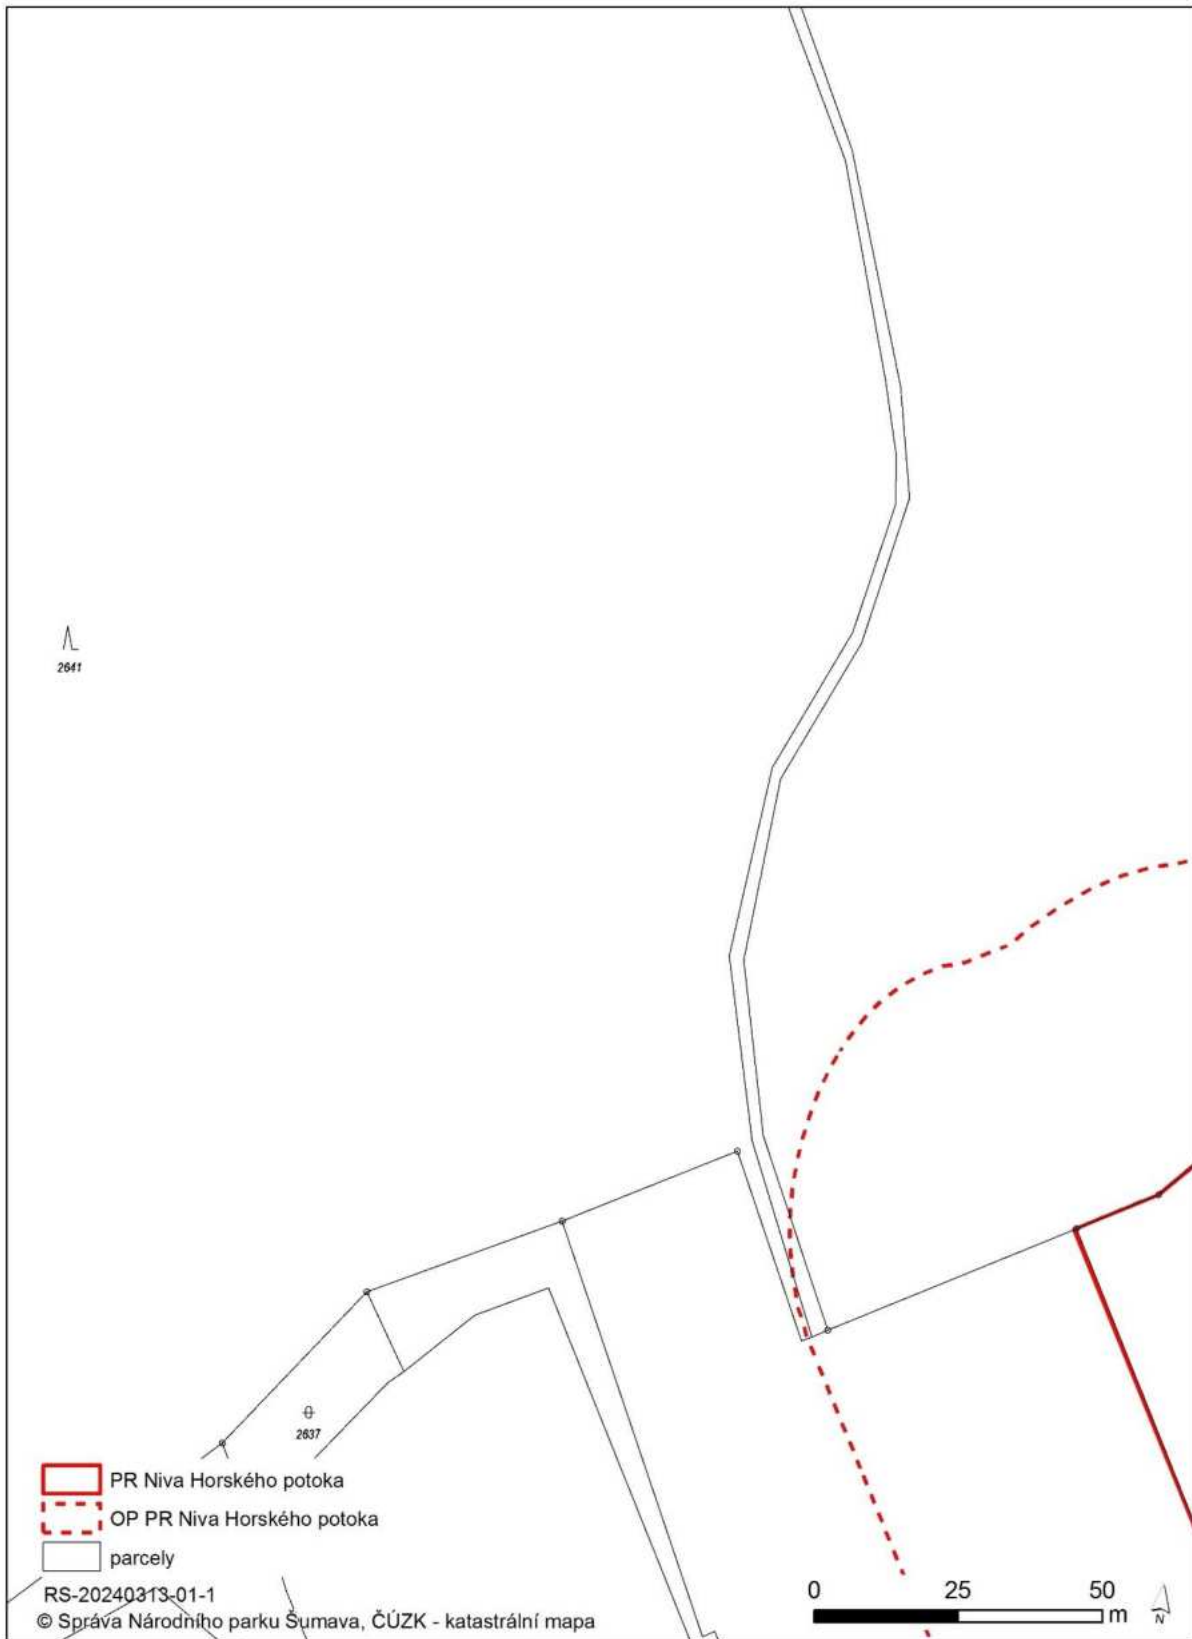 2641
2637
PR Niva Horského potoka
OP PR Niva Horského potoka
parcely
RS-20240313-01-1
© Správa Národního parku Šumava, ČÚZK - katastrální mapa
0 25 50 m
N